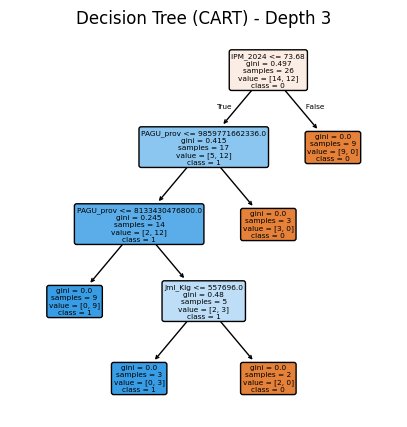 Decision Tree (CART) - Depth 3
IPM_2024 <= 73.68
gini = 0.497
samples = 26
value = [14, 12]
class = 0
True
False
PAGU_prov <= 9859771662336.0
gini = 0.415
samples = 17
value = [5, 12]
class = 1
gini = 0.0
samples = 9
value = [9, 0]
class = 0
PAGU_prov <= 8133430476800.0
gini = 0.245
samples = 14
value = [2, 12]
class = 1
gini = 0.0
samples = 3
value = [3, 0]
class = 0
gini = 0.0
samples = 9
value = [0, 9]
class = 1
Jml_Klg <= 557696.0
gini = 0.48
samples = 5
value = [2, 3]
class = 1
gini = 0.0
samples = 3
value = [0, 3]
class = 1
gini = 0.0
samples = 2
value = [2, 0]
class = 0